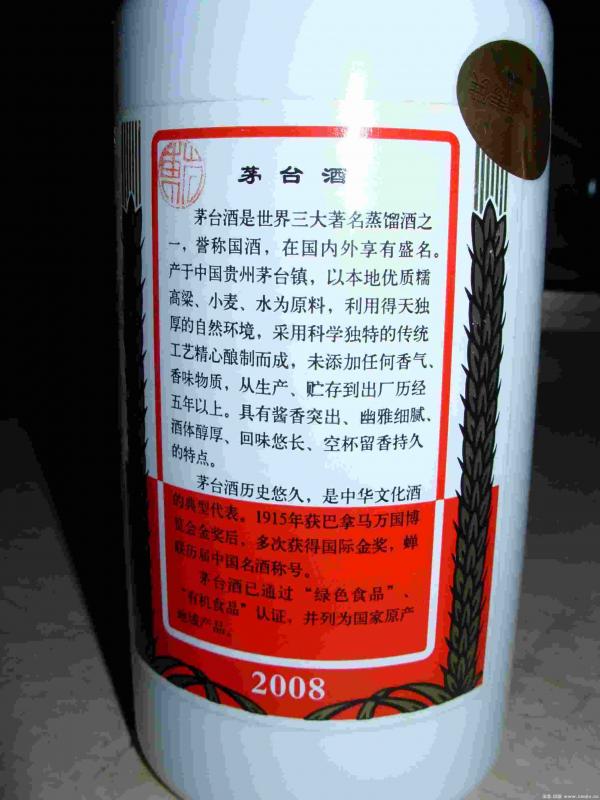 茅台酒
茅台酒是世界三大著名蒸馏酒之
一，誉称国酒，在国内外享有盛名。
产于中国贵州茅台镇，以本地优质糯
高粱、小麦、水为原料，利用得天独
厚的自然环境，采用科学独特的传统
工艺精心酿制而成，未添加任何香气、
香味物质，从生产、贮存到出厂历经
五年以上。具有酱香突出、幽雅细腻、
酒体醇厚、回味悠长、空杯留香持久
的特点。
茅台酒历史悠久，是中华文化酒
的典型代表。1915年获巴拿马万国博
览会金奖后，多次获得国际金奖，蝉
联历届中国名酒称号。
茅台酒已通过“绿色食品”、
“有机食品”认证，并列为国家原产
地域产品。
2008